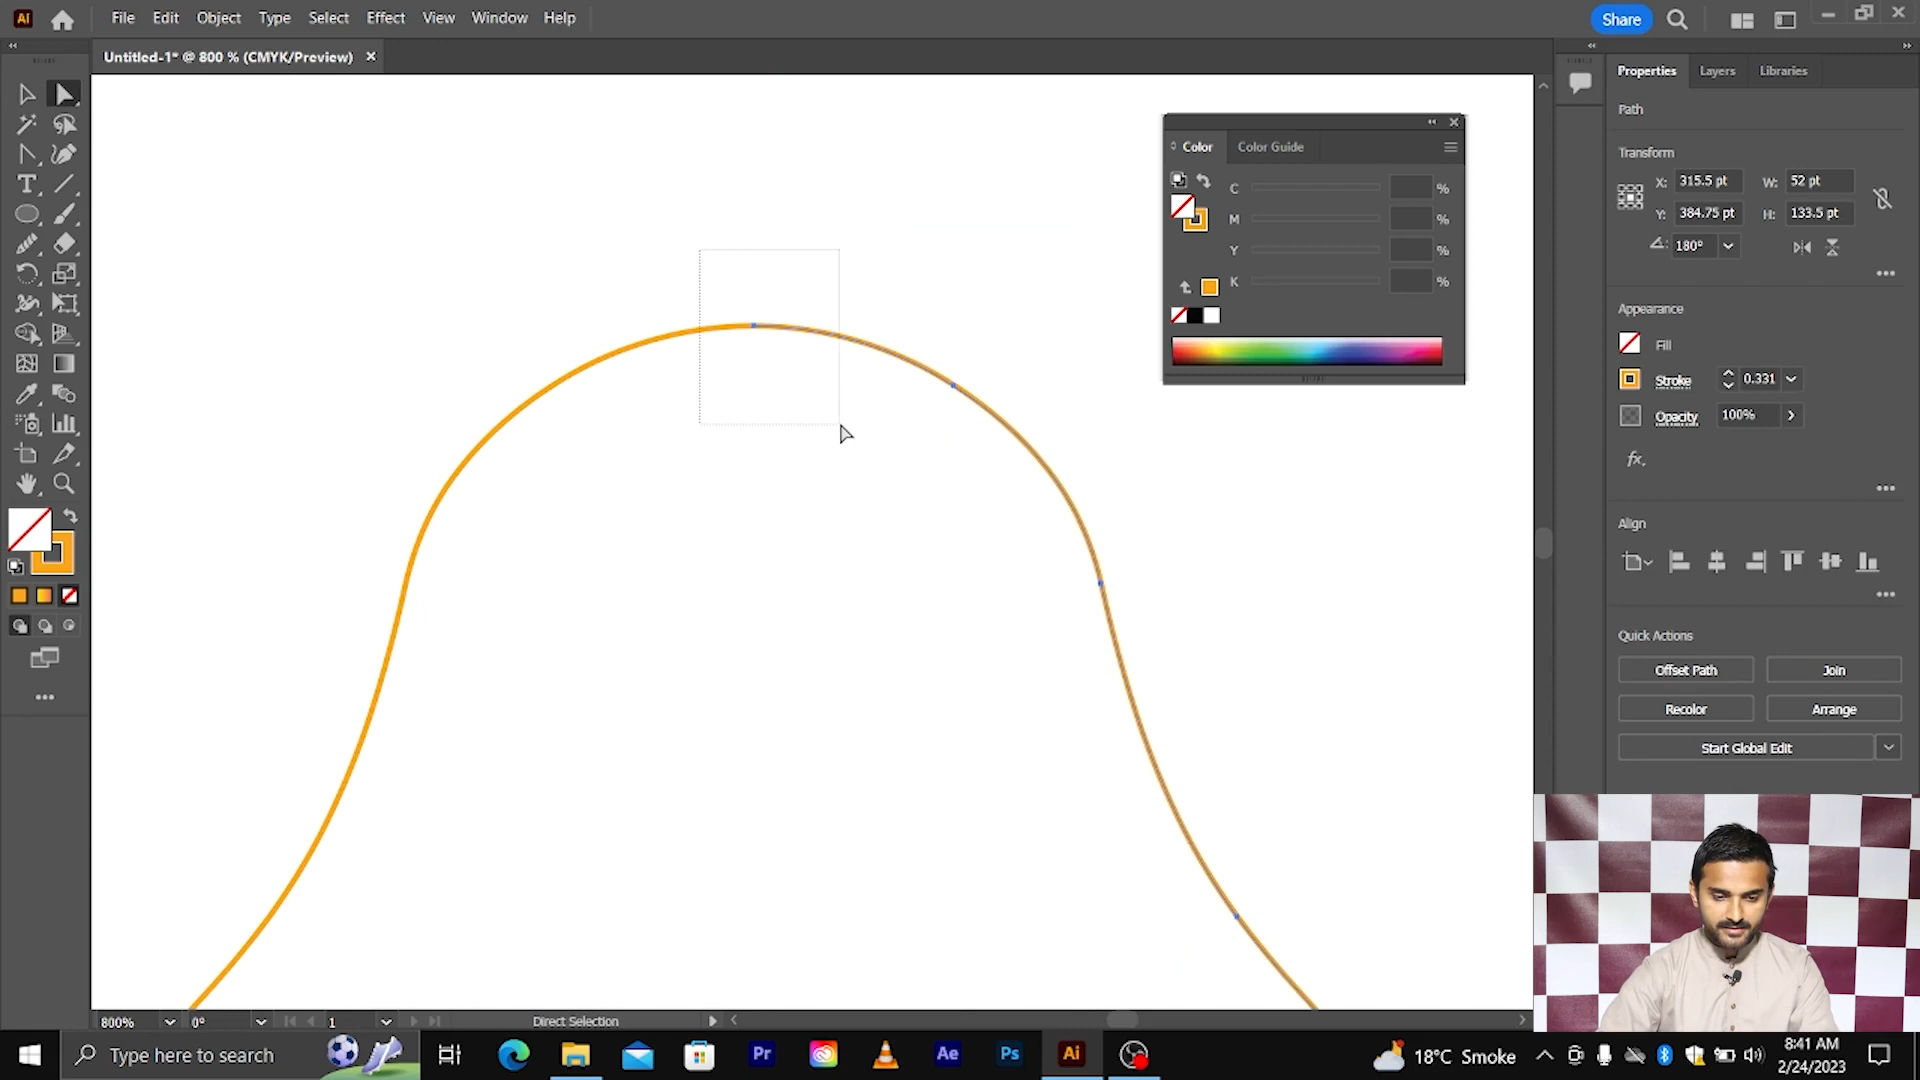 Ai File Edit Object Type Select Effect View Window Help Share
Untitled-1* @ 800 % (CMYK/Preview)
Properties Layers Libraries
Path
Transform
X: 315.5 pt W: 52 pt
Y: 384.75 pt H: 133.5 pt
180°
Appearance
Fill
Stroke 0.331
Opacity 100%
fx.
Align
Quick Actions
Offset Path Join
Recolor Arrange
Start Global Edit
Color Color Guide
C %
M %
Y %
K %
T
800% 0° 1 Direct Selection
Type here to search
Pr Ae Ps Ai
18°C Smoke
8:41 AM
2/24/2023